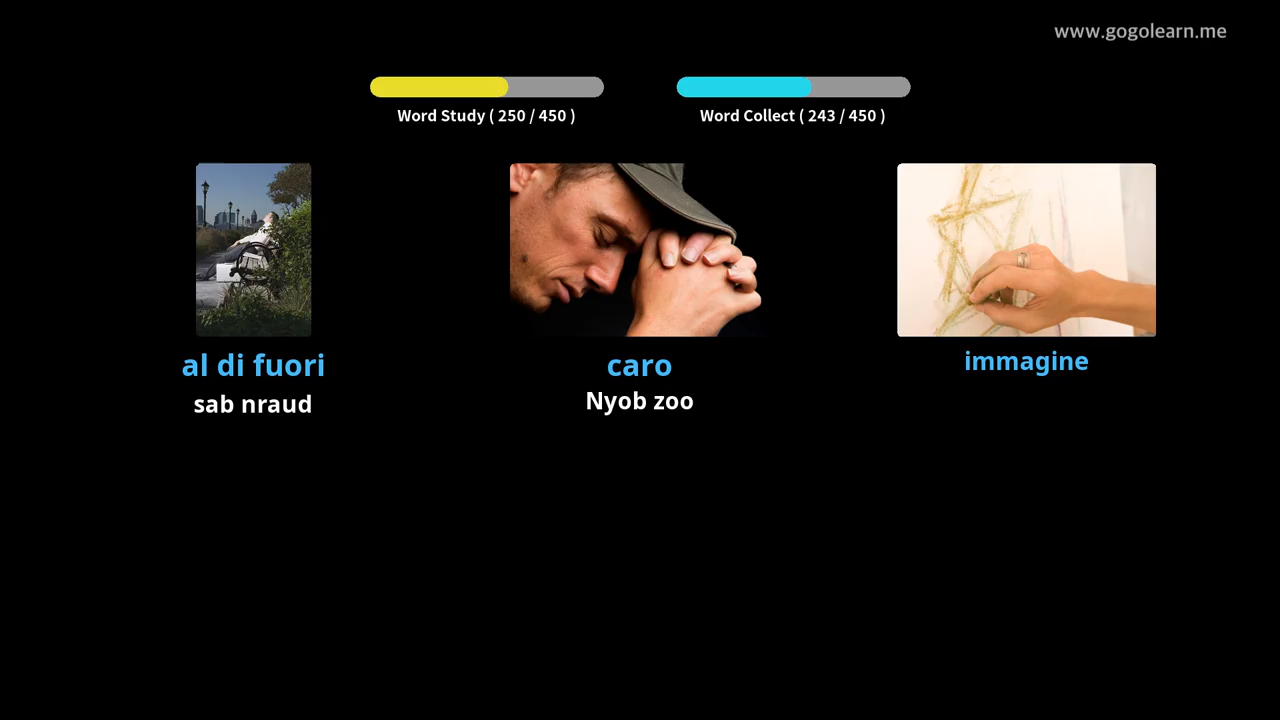 www.gogolearn.me
Word Study ( 250 / 450 )
Word Collect ( 243 / 450 )
al di fuori
sab nraud
caro
Nyob zoo
immagine